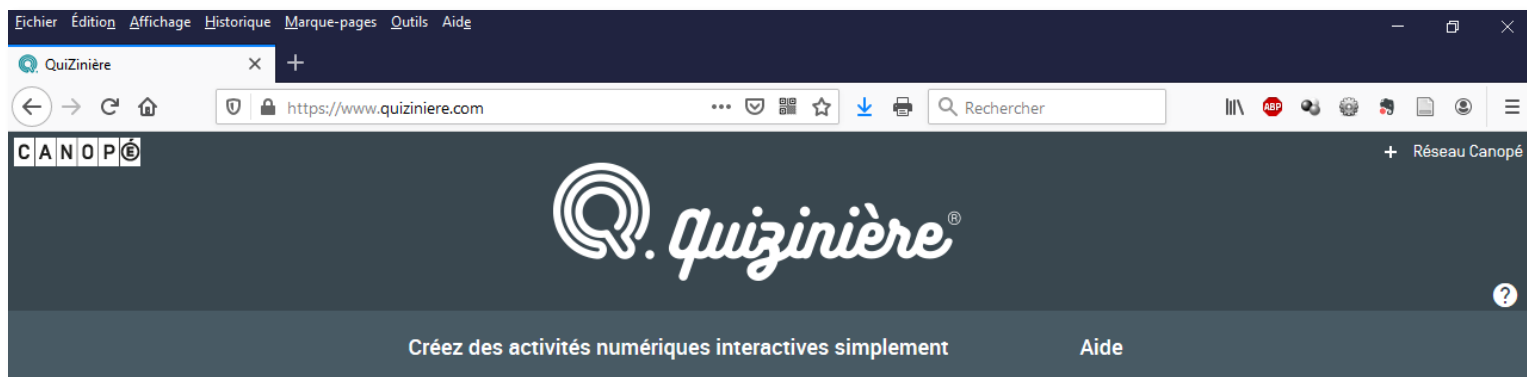 Fichier Édition Affichage Historique Marque-pages Outils Aide
QuiZinière
https://www.quiziniere.com
Rechercher
ABP
CANOPÉ
+ Réseau Canopé
Q. quizinière®
?
Créez des activités numériques interactives simplement Aide